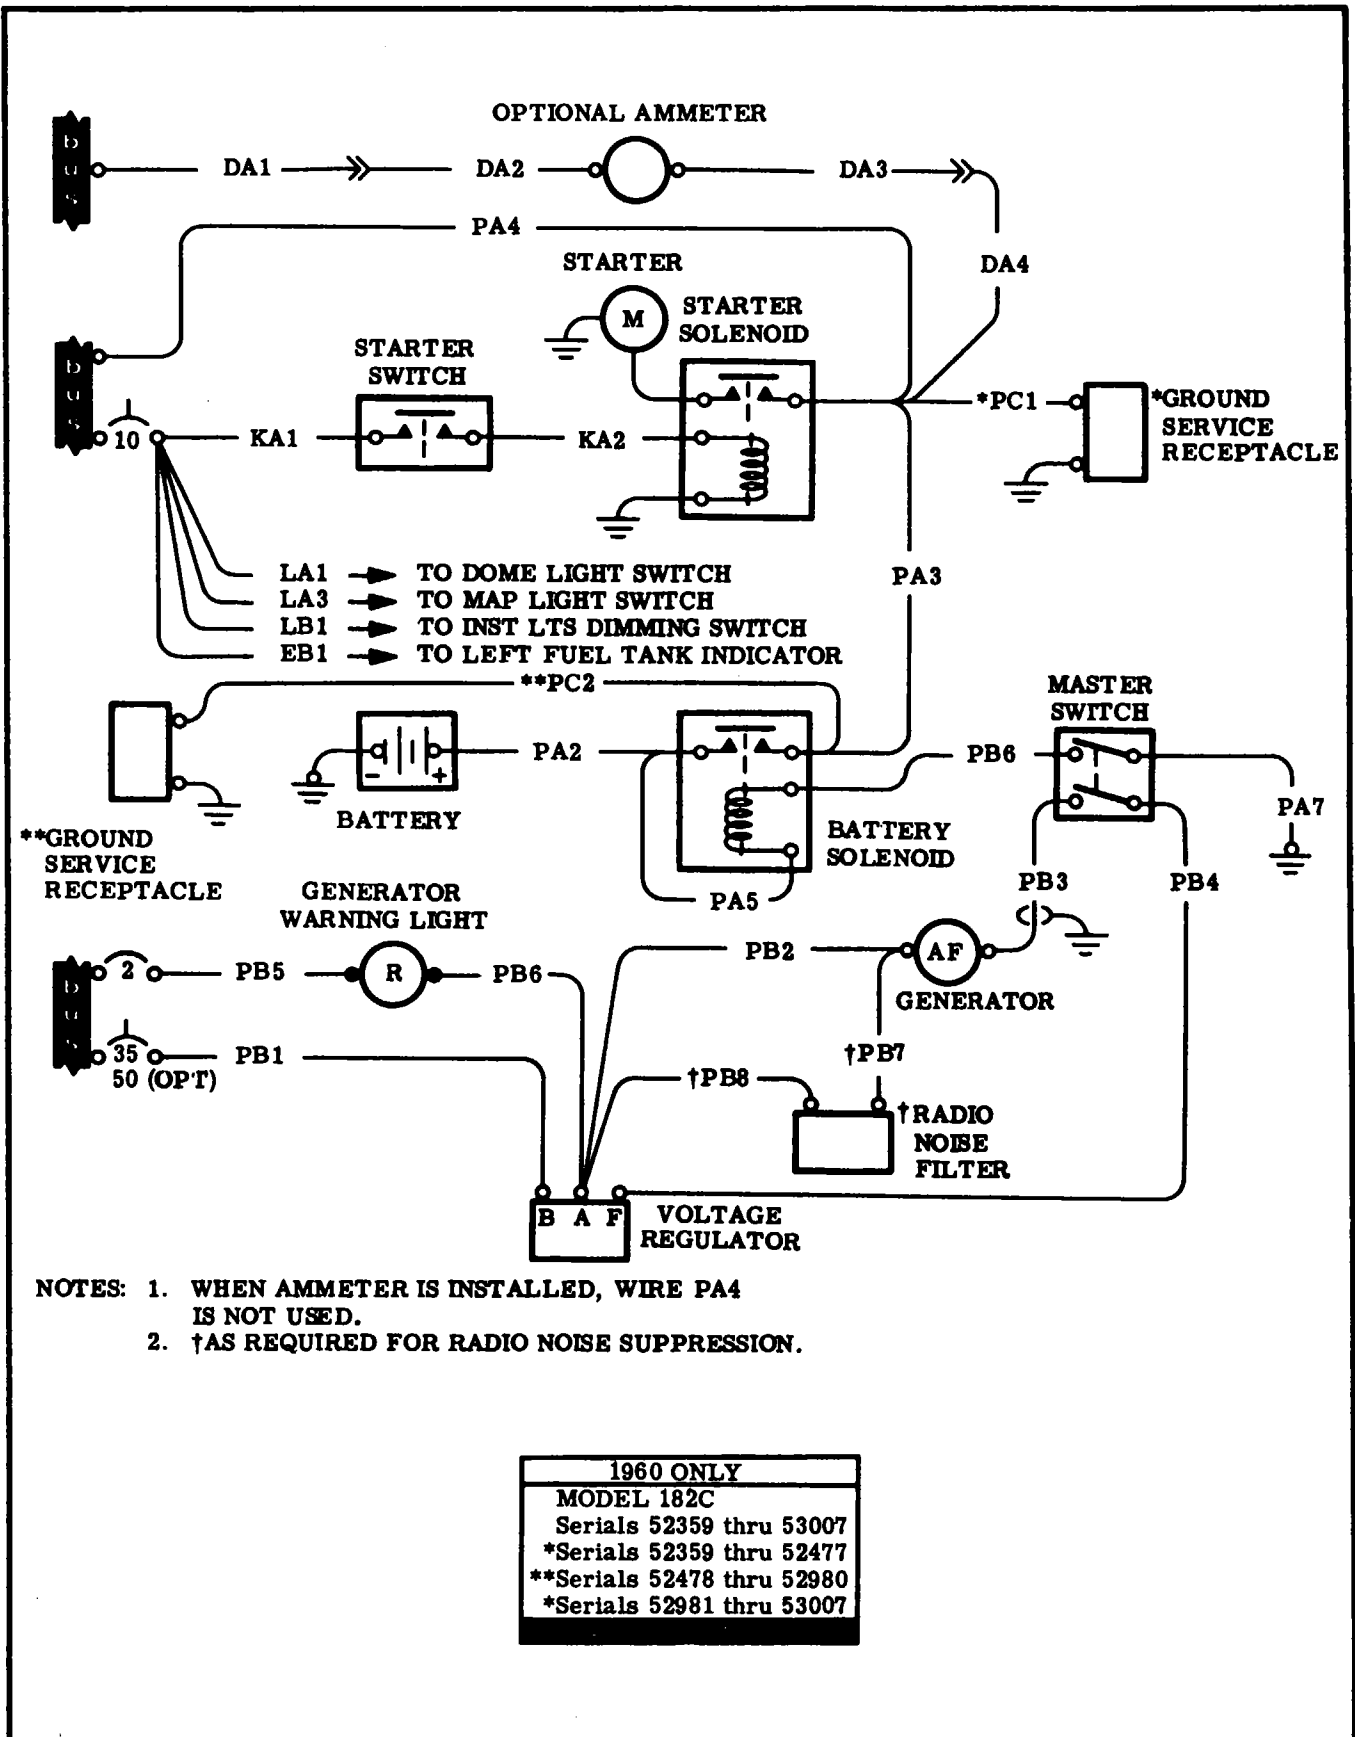 OPTIONAL AMMETER
bus
DA1
DA2
DA3
PA4
DA4
STARTER
M
STARTER
SOLENOID
bus
STARTER
SWITCH
*PC1
*GROUND
SERVICE
RECEPTACLE
10
KA1
KA2
LA1 TO DOME LIGHT SWITCH
LA3 TO MAP LIGHT SWITCH
LB1 TO INST LTS DIMMING SWITCH
EB1 TO LEFT FUEL TANK INDICATOR
PA3
**PC2
MASTER
SWITCH
PA2
- +
BATTERY
PB6
PA7
**GROUND
SERVICE
RECEPTACLE
BATTERY
SOLENOID
PA5
PB3
PB4
GENERATOR
WARNING LIGHT
bus
2
PB5
R
PB6
PB2
AF
GENERATOR
35
50 (OPT)
PB1
†PB7
†PB8
†RADIO
NOISE
FILTER
B A F
VOLTAGE
REGULATOR
NOTES: 1. WHEN AMMETER IS INSTALLED, WIRE PA4
IS NOT USED.
2. †AS REQUIRED FOR RADIO NOISE SUPPRESSION.
1960 ONLY
MODEL 182C
Serials 52359 thru 53007
*Serials 52359 thru 52477
**Serials 52478 thru 52980
*Serials 52981 thru 53007